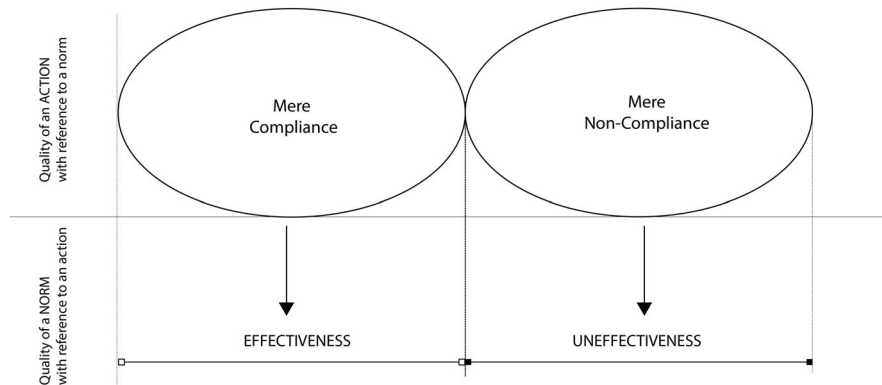 Quality of an ACTION
with reference to a norm
Mere
Compliance
Mere
Non-Compliance
Quality of a NORM
with reference to an action
EFFECTIVENESS
UNEFFECTIVENESS